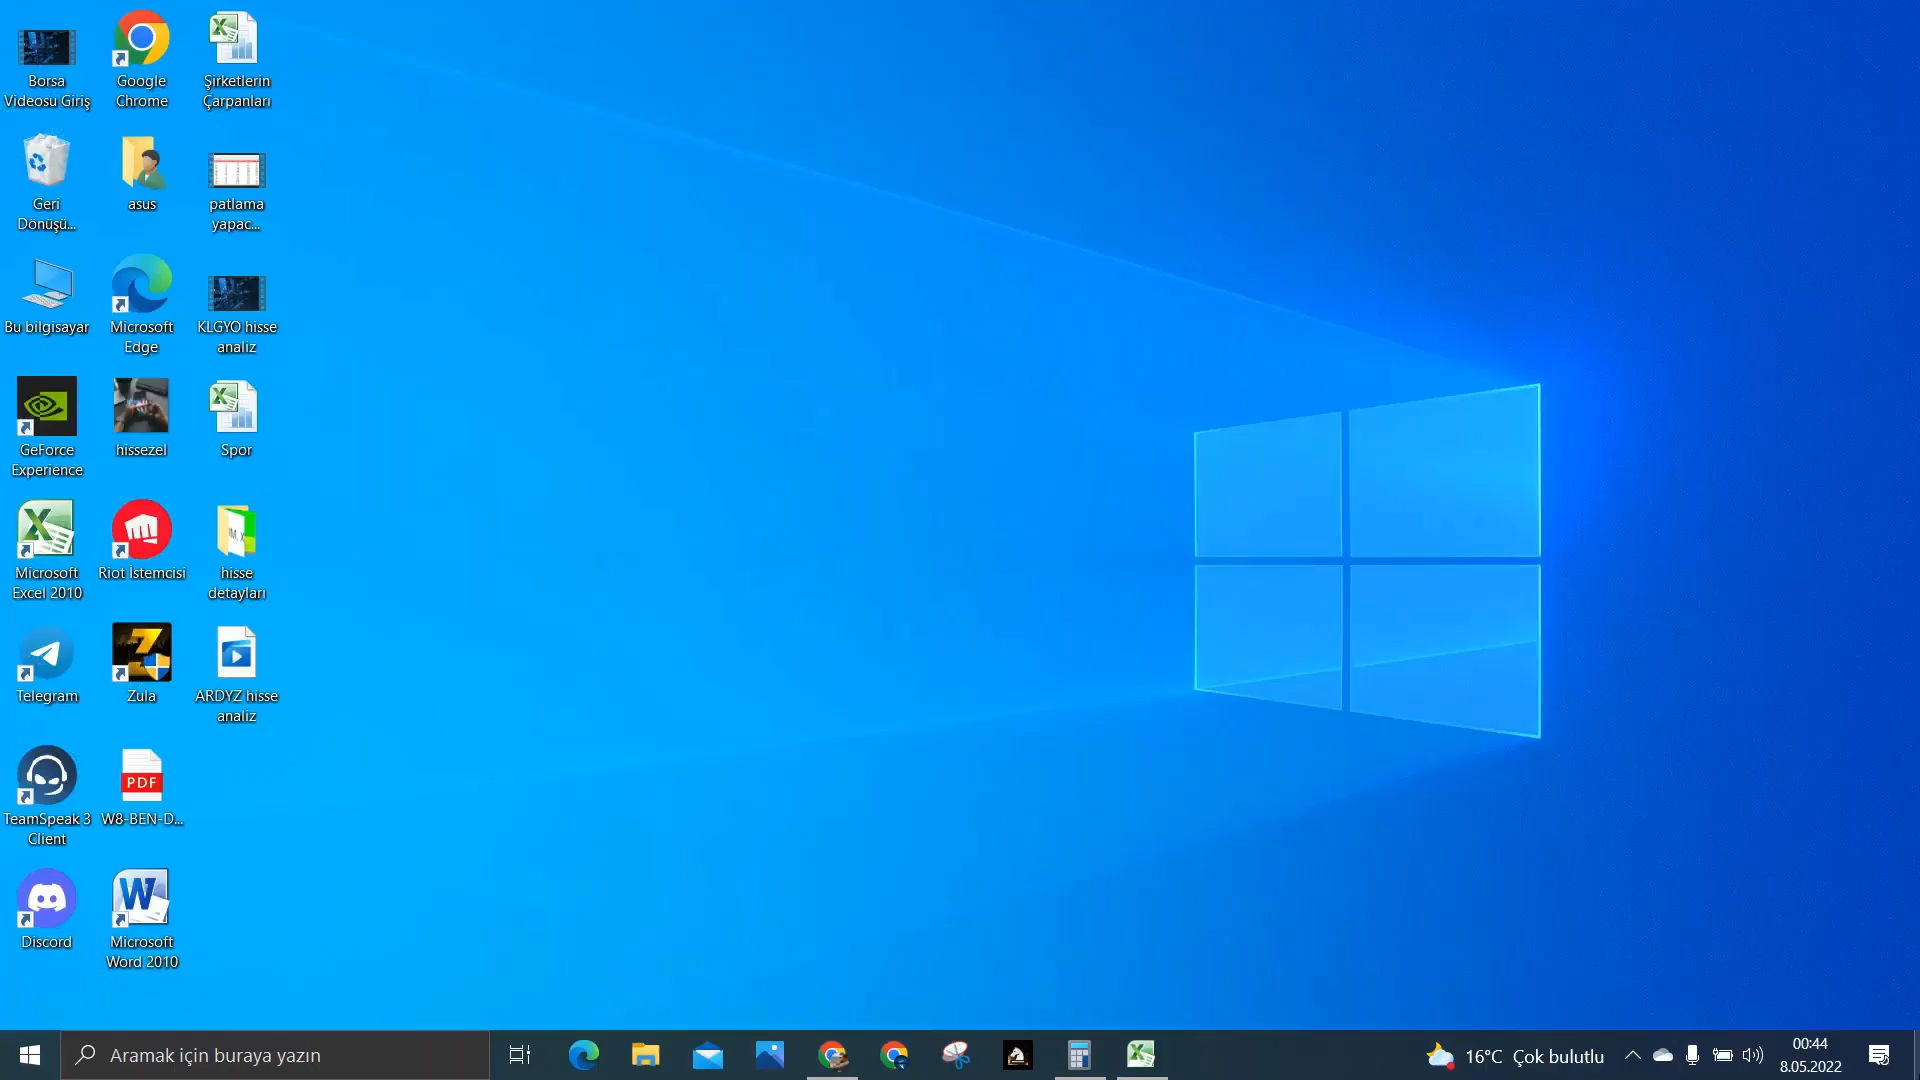 Borsa
Videosu Giriş
Google
Chrome
Şirketlerin
Çarpanları
Geri
Dönüşü...
asus
patlama
yapac...
Bu bilgisayar
Microsoft
Edge
KLGYO hisse
analiz
GeForce
Experience
hissezel
Spor
Microsoft
Excel 2010
Riot İstemcisi
hisse
detayları
Telegram
Zula
ARDYZ hisse
analiz
TeamSpeak 3
Client
PDF
W8-BEN-D...
Discord
Microsoft
Word 2010
Aramak için buraya yazın
16°C Çok bulutlu
00:44
8.05.2022